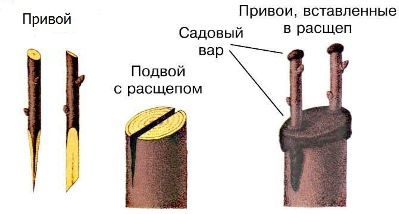 Привой
Подвой
с расщепом
Садовый
вар
Привои, вставленные
в расщеп